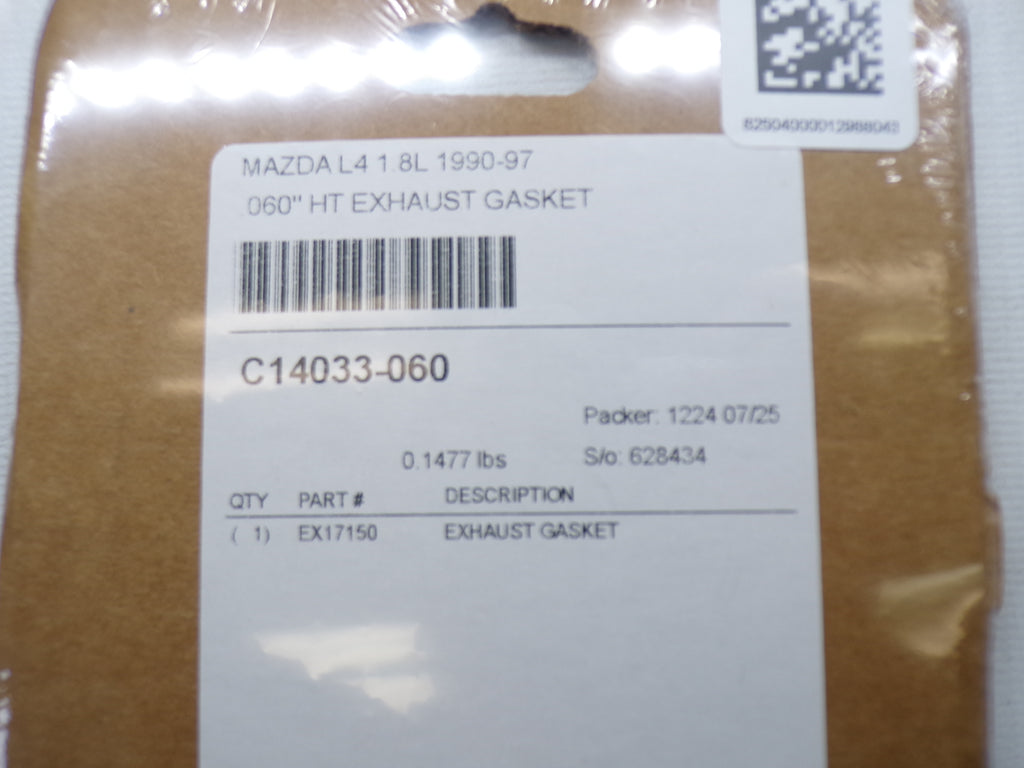 MAZDA L4 1.8L 1990-97
.060" HT EXHAUST GASKET
C14033-060
Packer: 1224 07/25
0.1477 lbs
S/o: 628434
QTY PART # DESCRIPTION
( 1) EX17150 EXHAUST GASKET